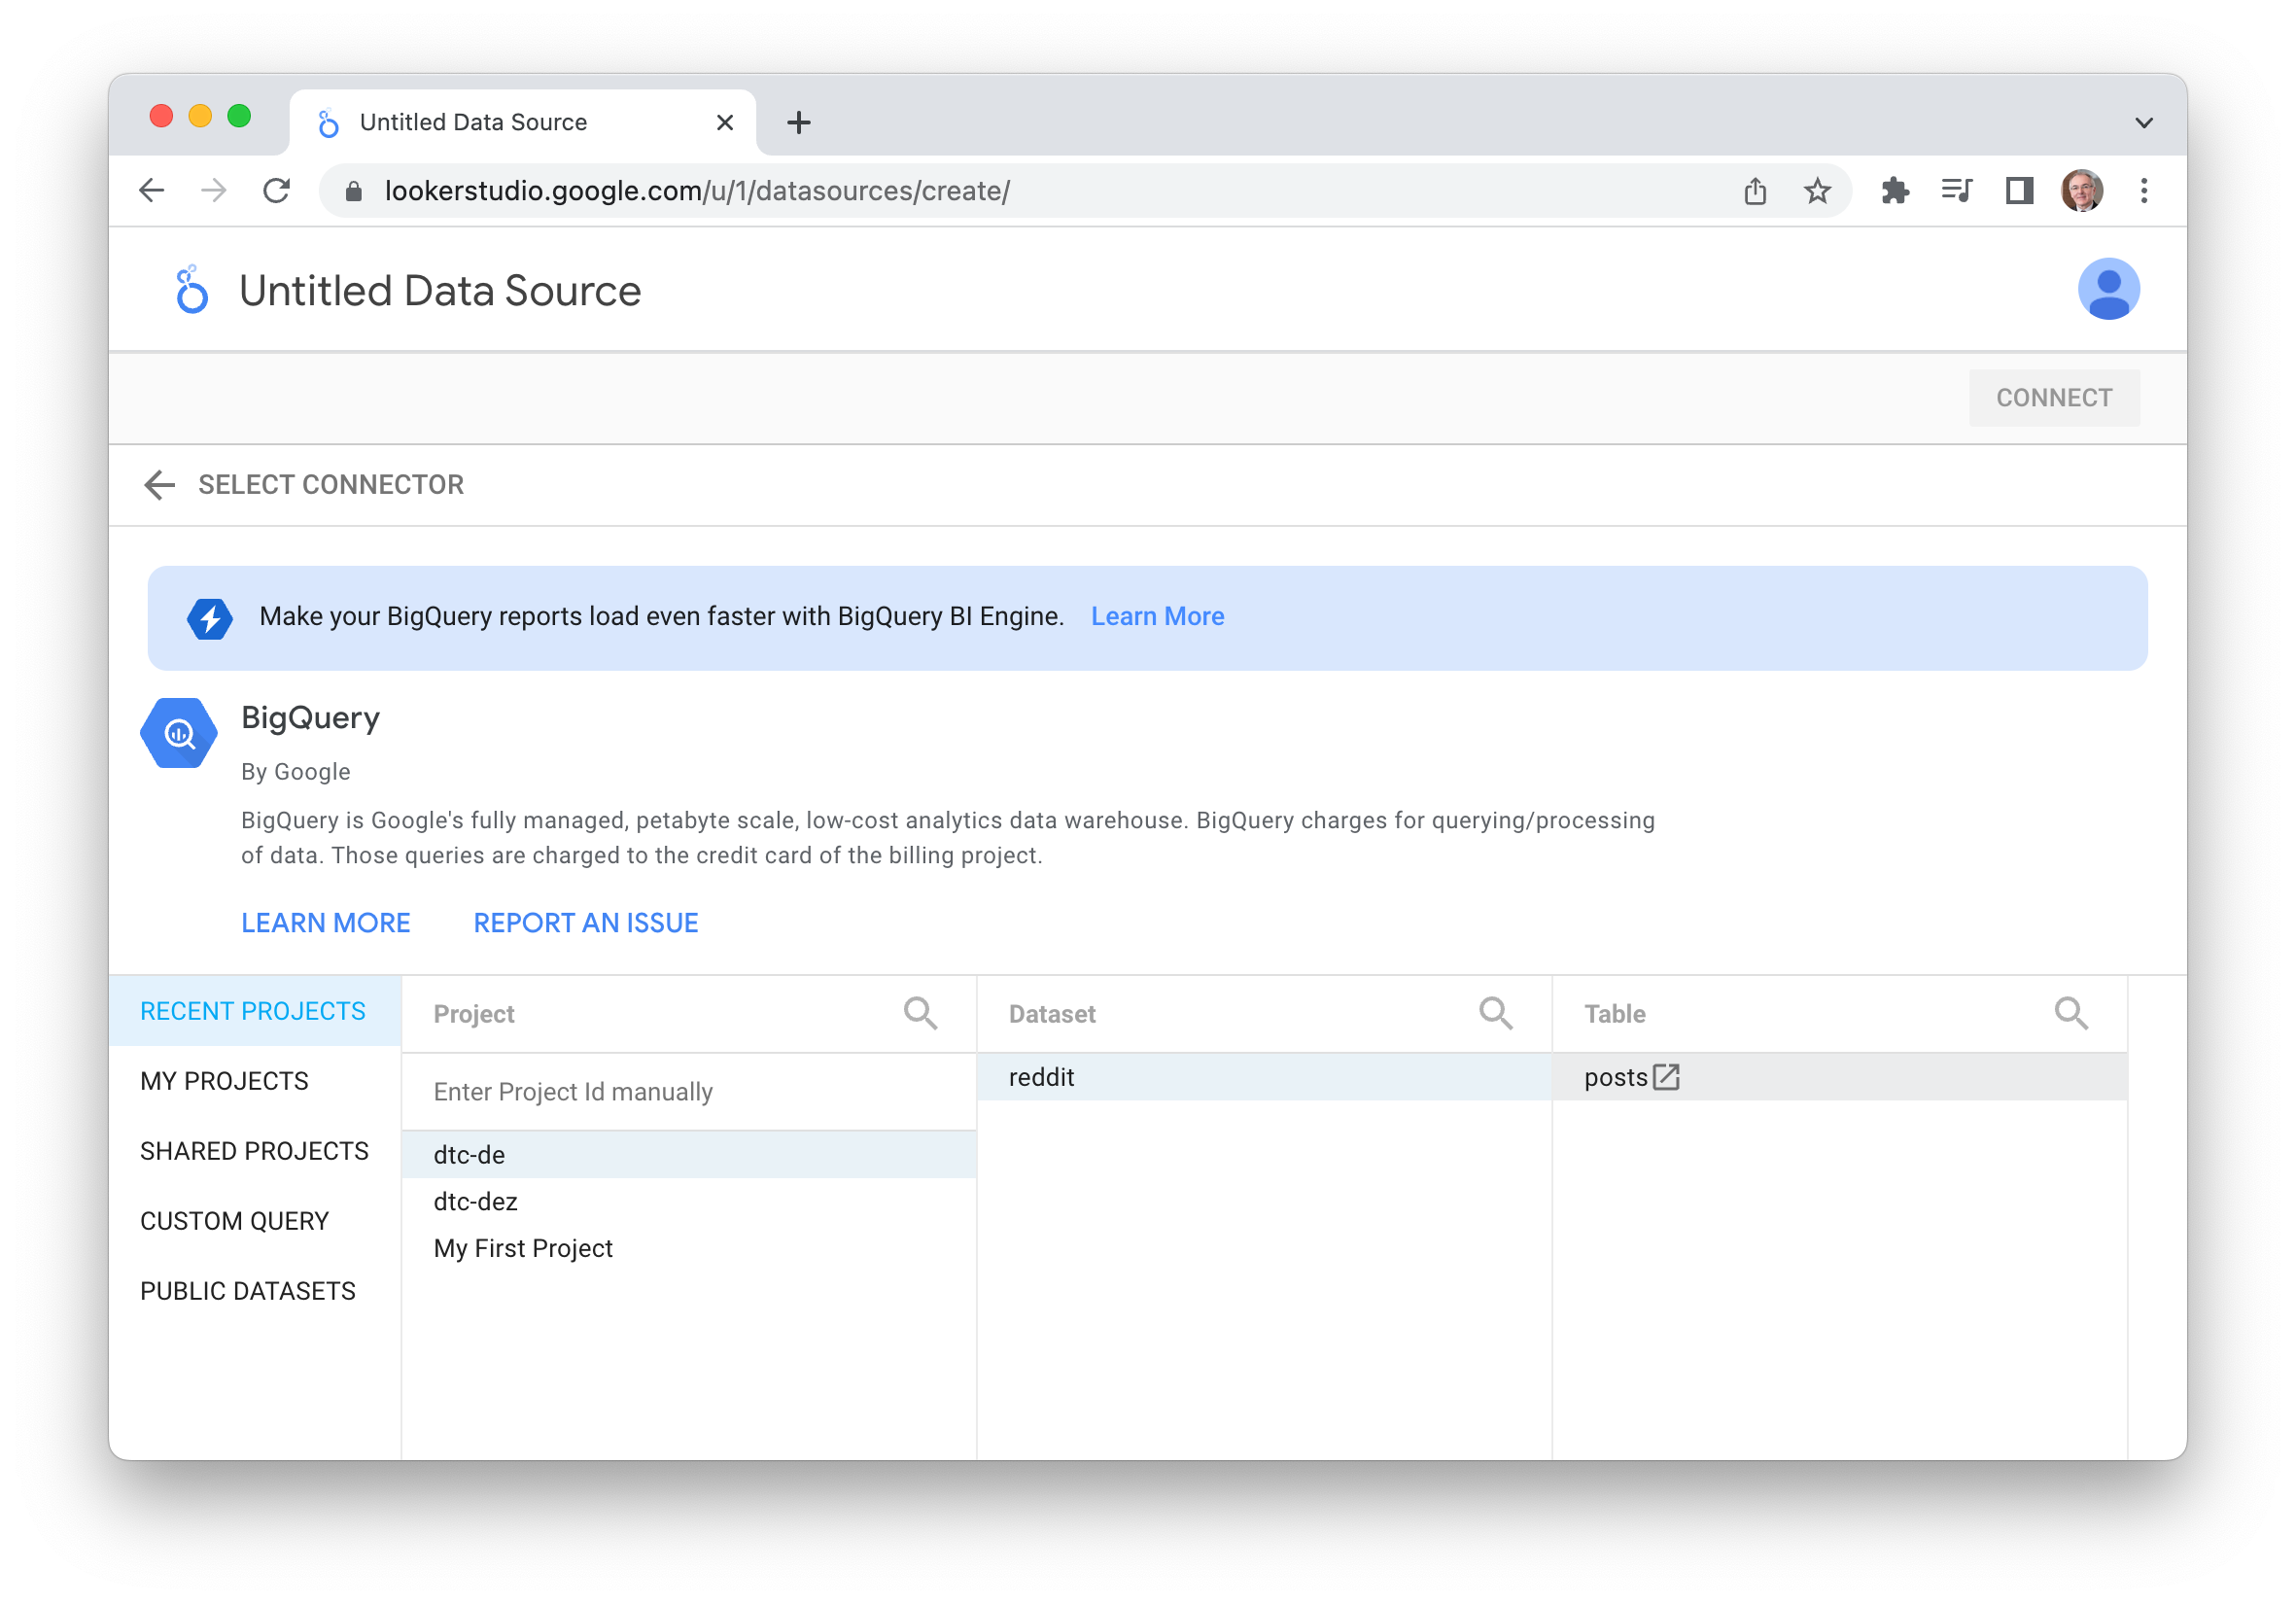 Untitled Data Source
lookerstudio.google.com/u/1/datasources/create/
Untitled Data Source
CONNECT
SELECT CONNECTOR
Make your BigQuery reports load even faster with BigQuery BI Engine. Learn More
BigQuery
By Google
BigQuery is Google's fully managed, petabyte scale, low-cost analytics data warehouse. BigQuery charges for querying/processing
of data. Those queries are charged to the credit card of the billing project.
LEARN MORE REPORT AN ISSUE
RECENT PROJECTS
MY PROJECTS
SHARED PROJECTS
CUSTOM QUERY
PUBLIC DATASETS
Project
Enter Project Id manually
dtc-de
dtc-dez
My First Project
Dataset
reddit
Table
posts